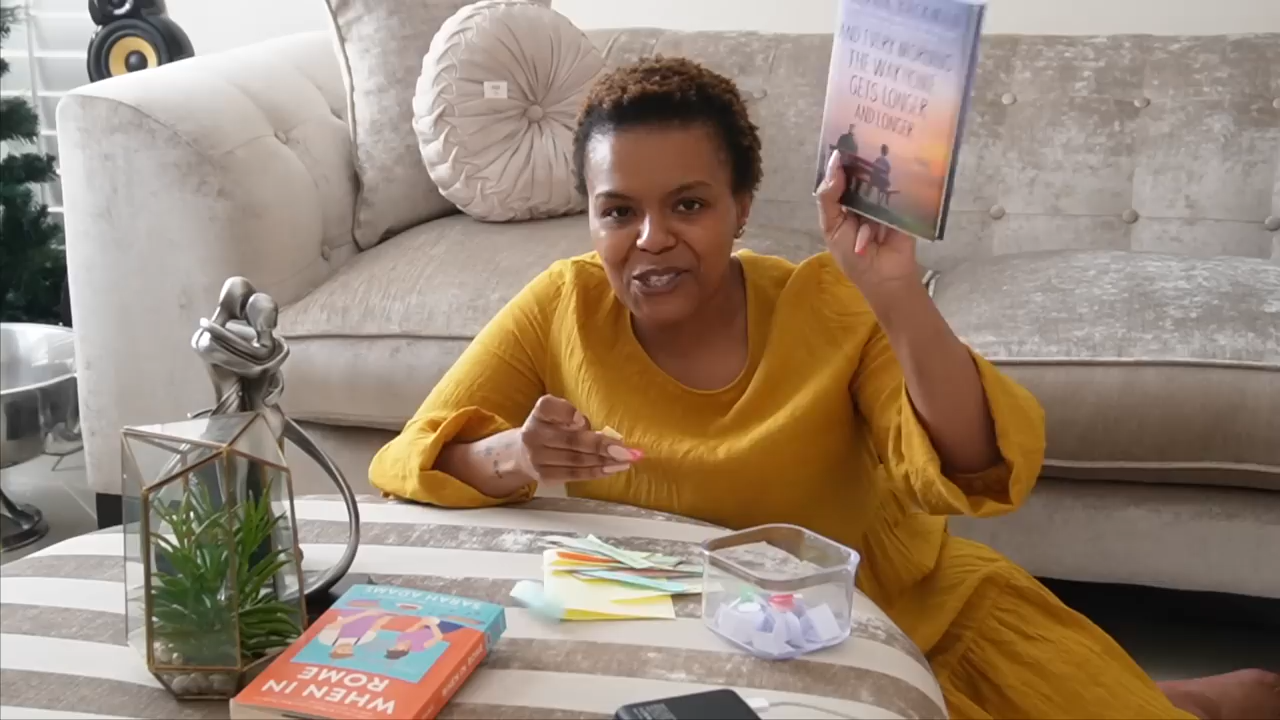 AND EVERY MORNING
THE WAY HOME
GETS LONGER
AND LONGER
SARAH ADAMS
WHEN IN
ROME